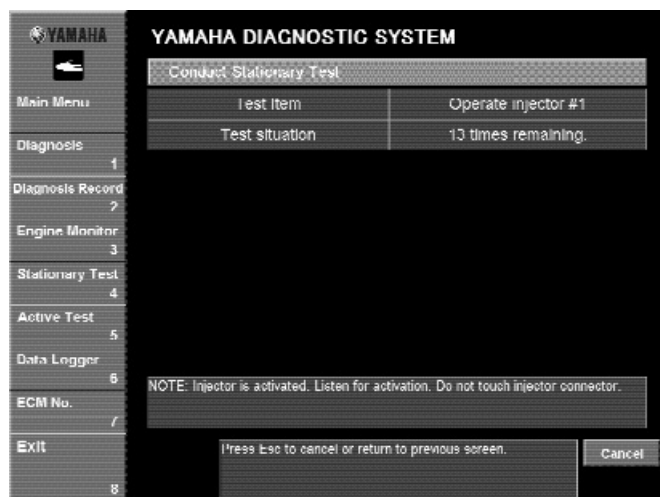 YAMAHA
YAMAHA DIAGNOSTIC SYSTEM
Conduct Stationary Test
Main Menu
Test Item
Operate injector #1
Test situation
13 times remaining.
Diagnosis
1
Diagnosis Record
2
Engine Monitor
3
Stationary Test
4
Active Test
5
Data Logger
6
ECM No.
7
Exit
8
NOTE: Injector is activated. Listen for activation. Do not touch injector connector.
Press Esc to cancel or return to previous screen.
Cancel